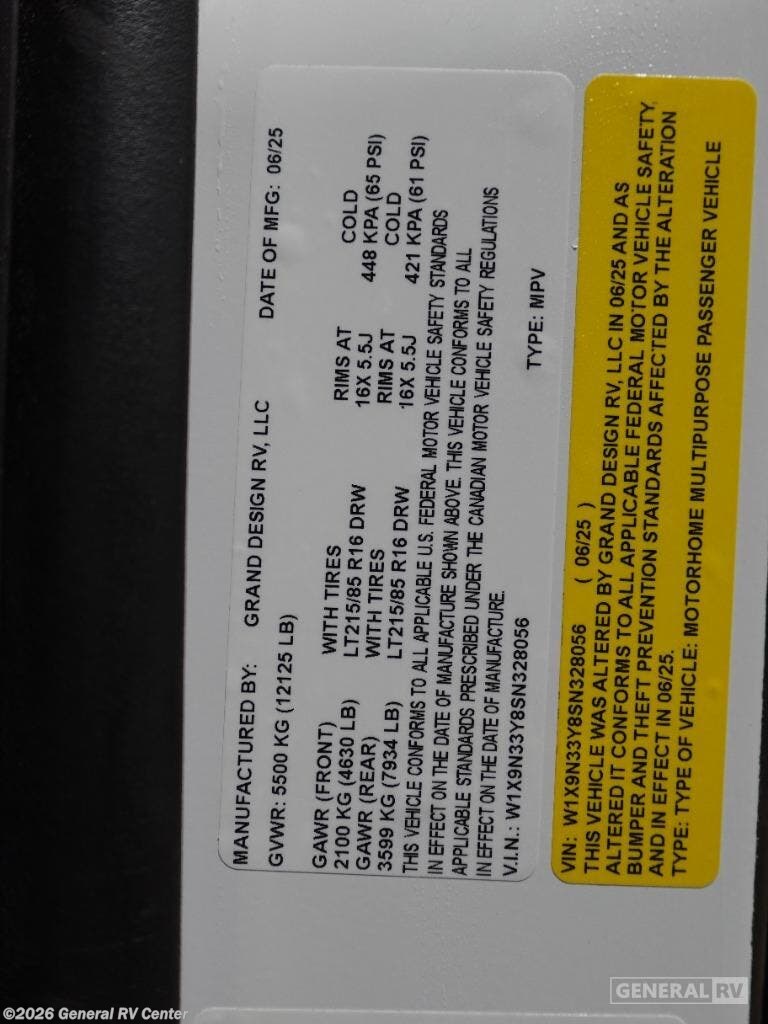 MANUFACTURED BY: GRAND DESIGN RV, LLC DATE OF MFG: 06/25
GVWR: 5500 KG (12125 LB)
GAWR (FRONT) WITH TIRES RIMS AT COLD
2100 KG (4630 LB) LT215/85 R16 DRW 16X 5.5J 448 KPA (65 PSI)
GAWR (REAR) WITH TIRES RIMS AT COLD
3599 KG (7934 LB) LT215/85 R16 DRW 16X 5.5J 421 KPA (61 PSI)
THIS VEHICLE CONFORMS TO ALL APPLICABLE U.S. FEDERAL MOTOR VEHICLE SAFETY STANDARDS
IN EFFECT ON THE DATE OF MANUFACTURE SHOWN ABOVE. THIS VEHICLE CONFORMS TO ALL
APPLICABLE STANDARDS PRESCRIBED UNDER THE CANADIAN MOTOR VEHICLE SAFETY REGULATIONS
IN EFFECT ON THE DATE OF MANUFACTURE.
V.I.N.: W1X9N33Y8SN328056 TYPE: MPV
VIN: W1X9N33Y8SN328056 ( 06/25 )
THIS VEHICLE WAS ALTERED BY GRAND DESIGN RV, LLC IN 06/25 AND AS
ALTERED IT CONFORMS TO ALL APPLICABLE FEDERAL MOTOR VEHICLE SAFETY,
BUMPER AND THEFT PREVENTION STANDARDS AFFECTED BY THE ALTERATION
AND IN EFFECT IN 06/25.
TYPE: TYPE OF VEHICLE: MOTORHOME MULTIPURPOSE PASSENGER VEHICLE
GENERAL RV
©2026 General RV Center